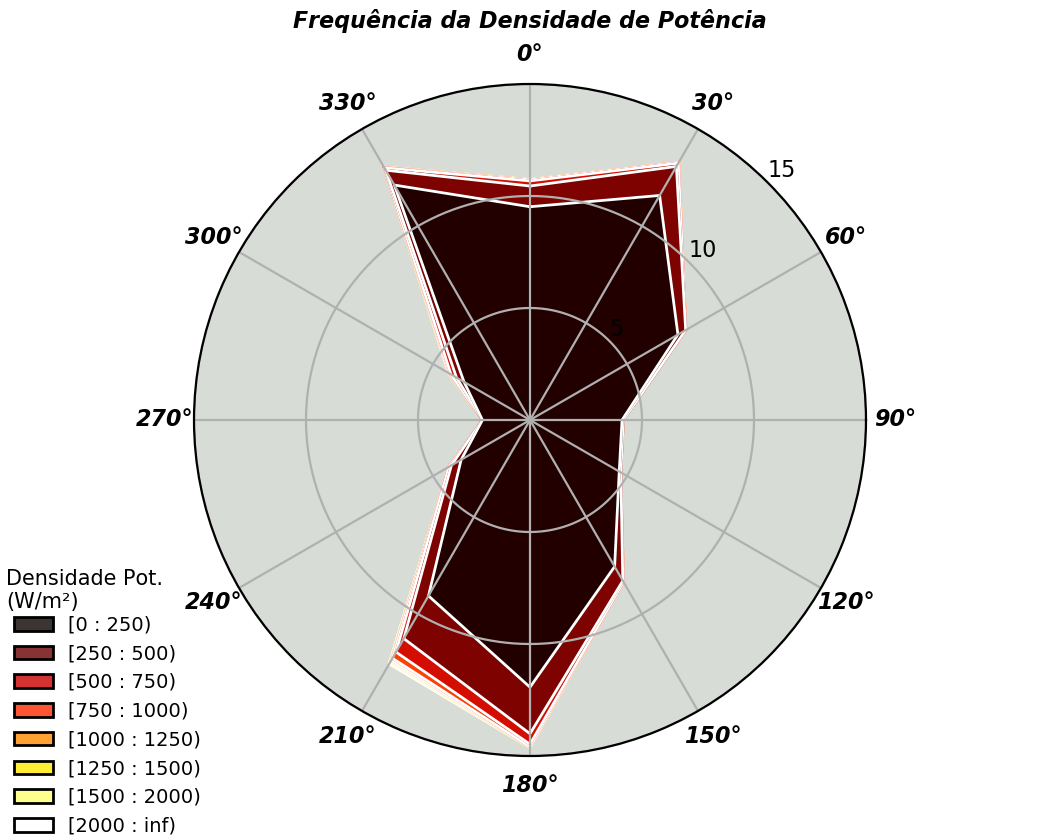 Frequência da Densidade de Potência
0°
30°
60°
90°
120°
150°
180°
210°
240°
270°
300°
330°
5
10
15
Densidade Pot.
(W/m²)
[0 : 250)
[250 : 500)
[500 : 750)
[750 : 1000)
[1000 : 1250)
[1250 : 1500)
[1500 : 2000)
[2000 : inf)